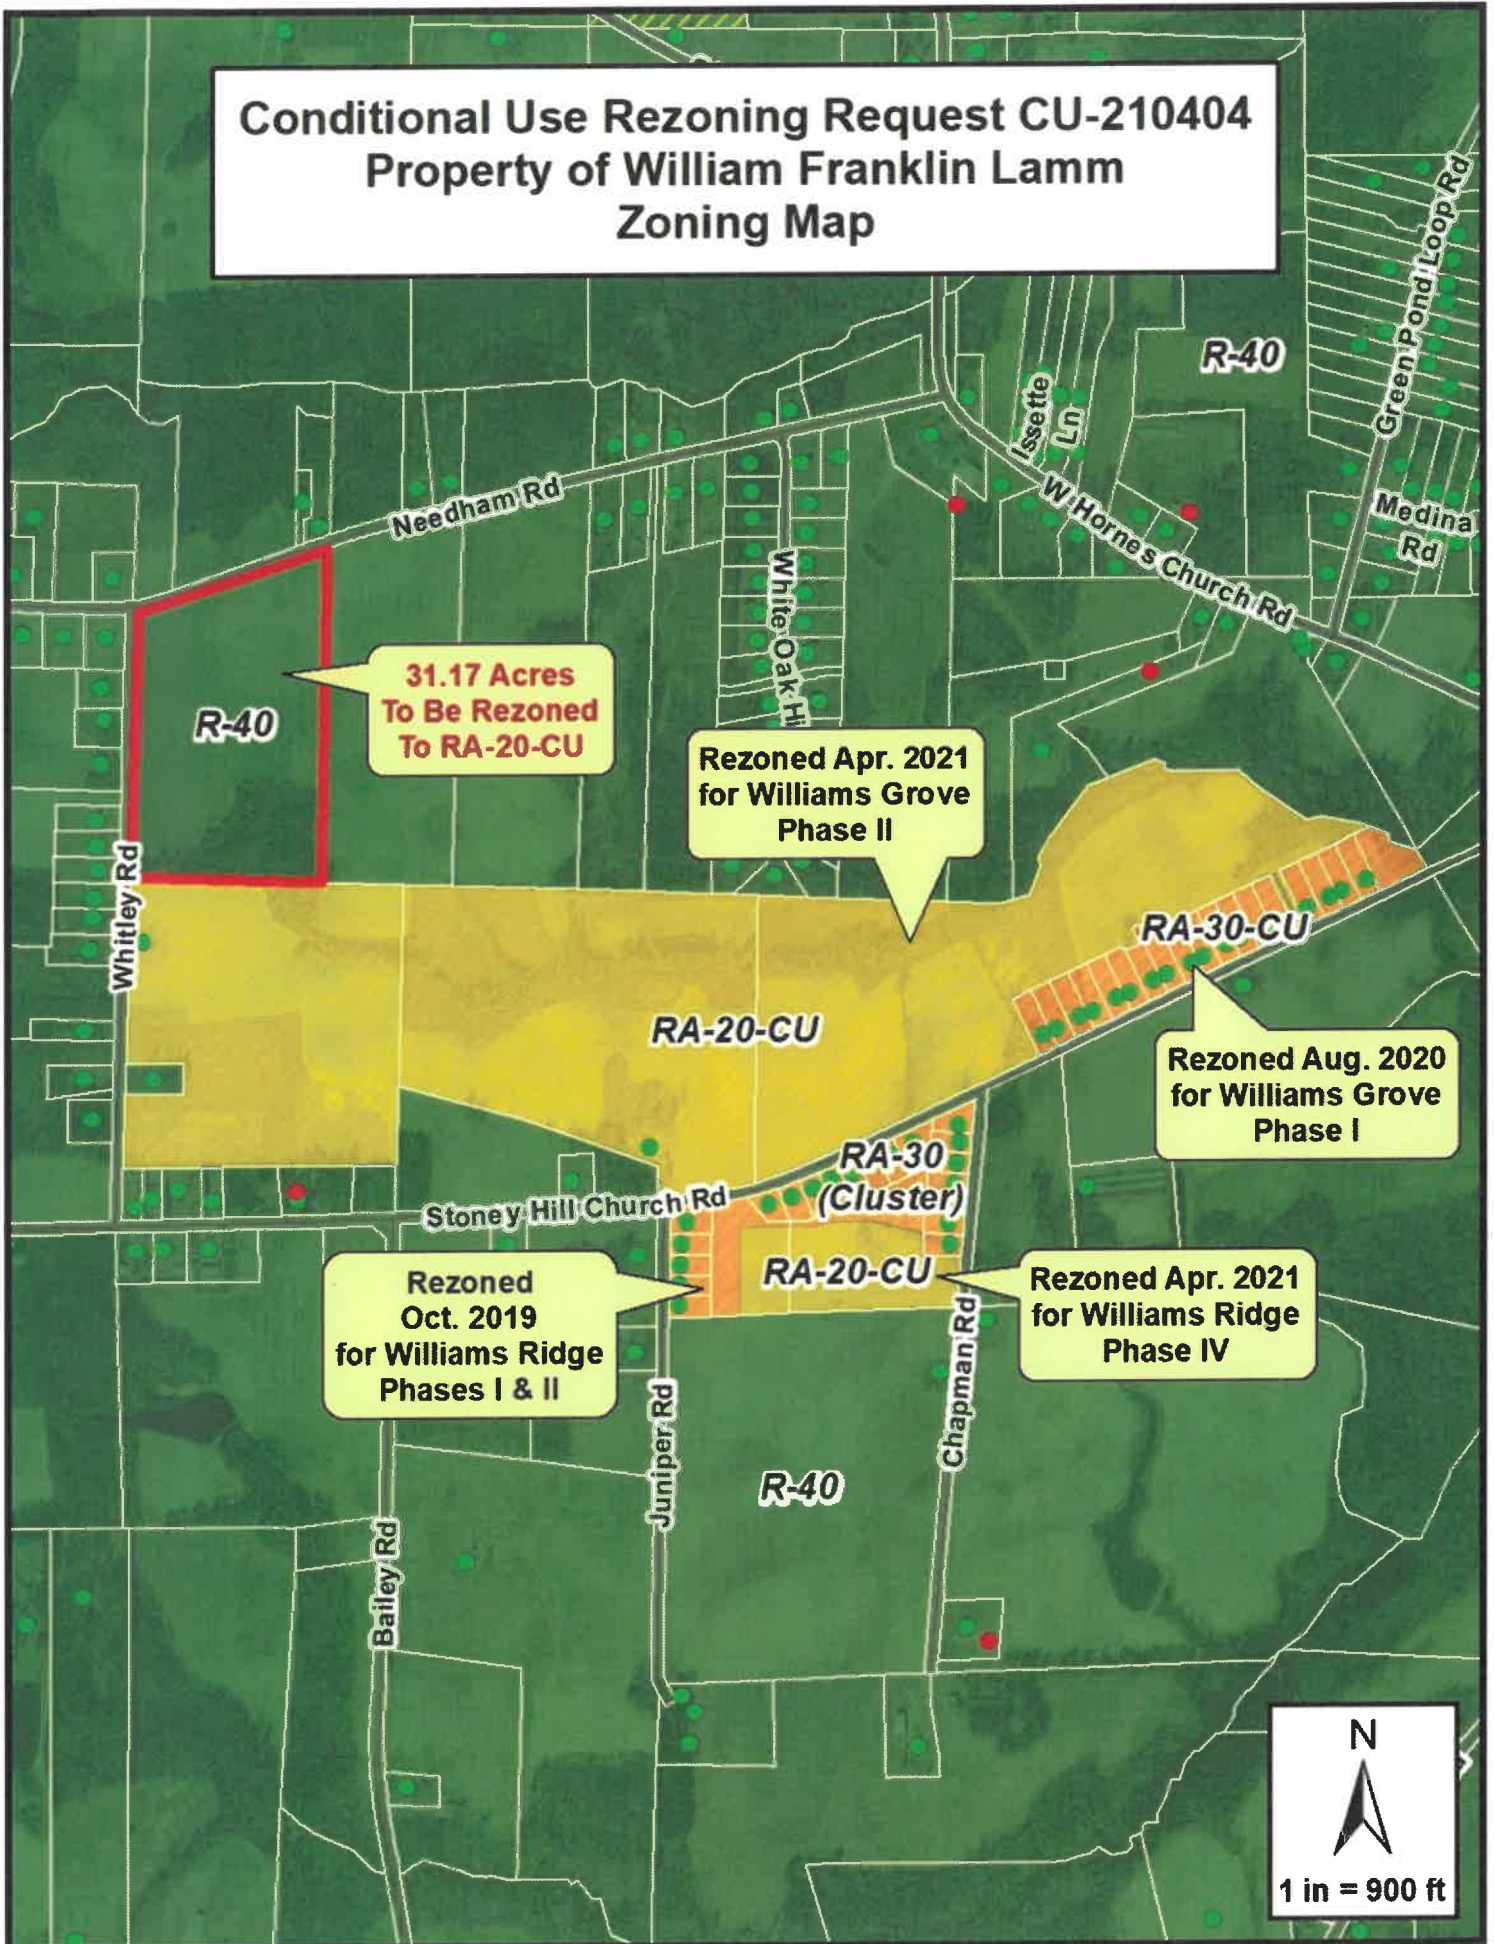 Conditional Use Rezoning Request CU-210404
Property of William Franklin Lamm
Zoning Map
R-40
Green Pond Loop Rd
Issette
Ln
Needham Rd
W Hornes Church Rd
Medina
Rd
White Oak Hi
31.17 Acres
To Be Rezoned
To RA-20-CU
R-40
Rezoned Apr. 2021
for Williams Grove
Phase II
Whitley Rd
RA-30-CU
RA-20-CU
Rezoned Aug. 2020
for Williams Grove
Phase I
RA-30
(Cluster)
Stoney Hill Church Rd
RA-20-CU
Rezoned
Oct. 2019
for Williams Ridge
Phases I & II
Rezoned Apr. 2021
for Williams Ridge
Phase IV
Chapman Rd
Juniper Rd
R-40
Bailey Rd
N
1 in = 900 ft